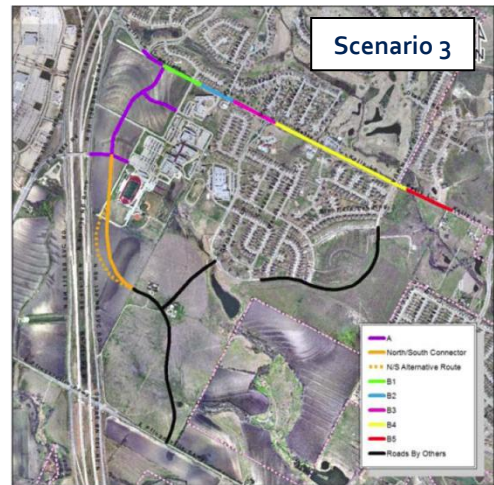 Scenario 3
A
North/South Connector
N/S Alternative Route
B1
B2
B3
B4
B5
Roads By Others